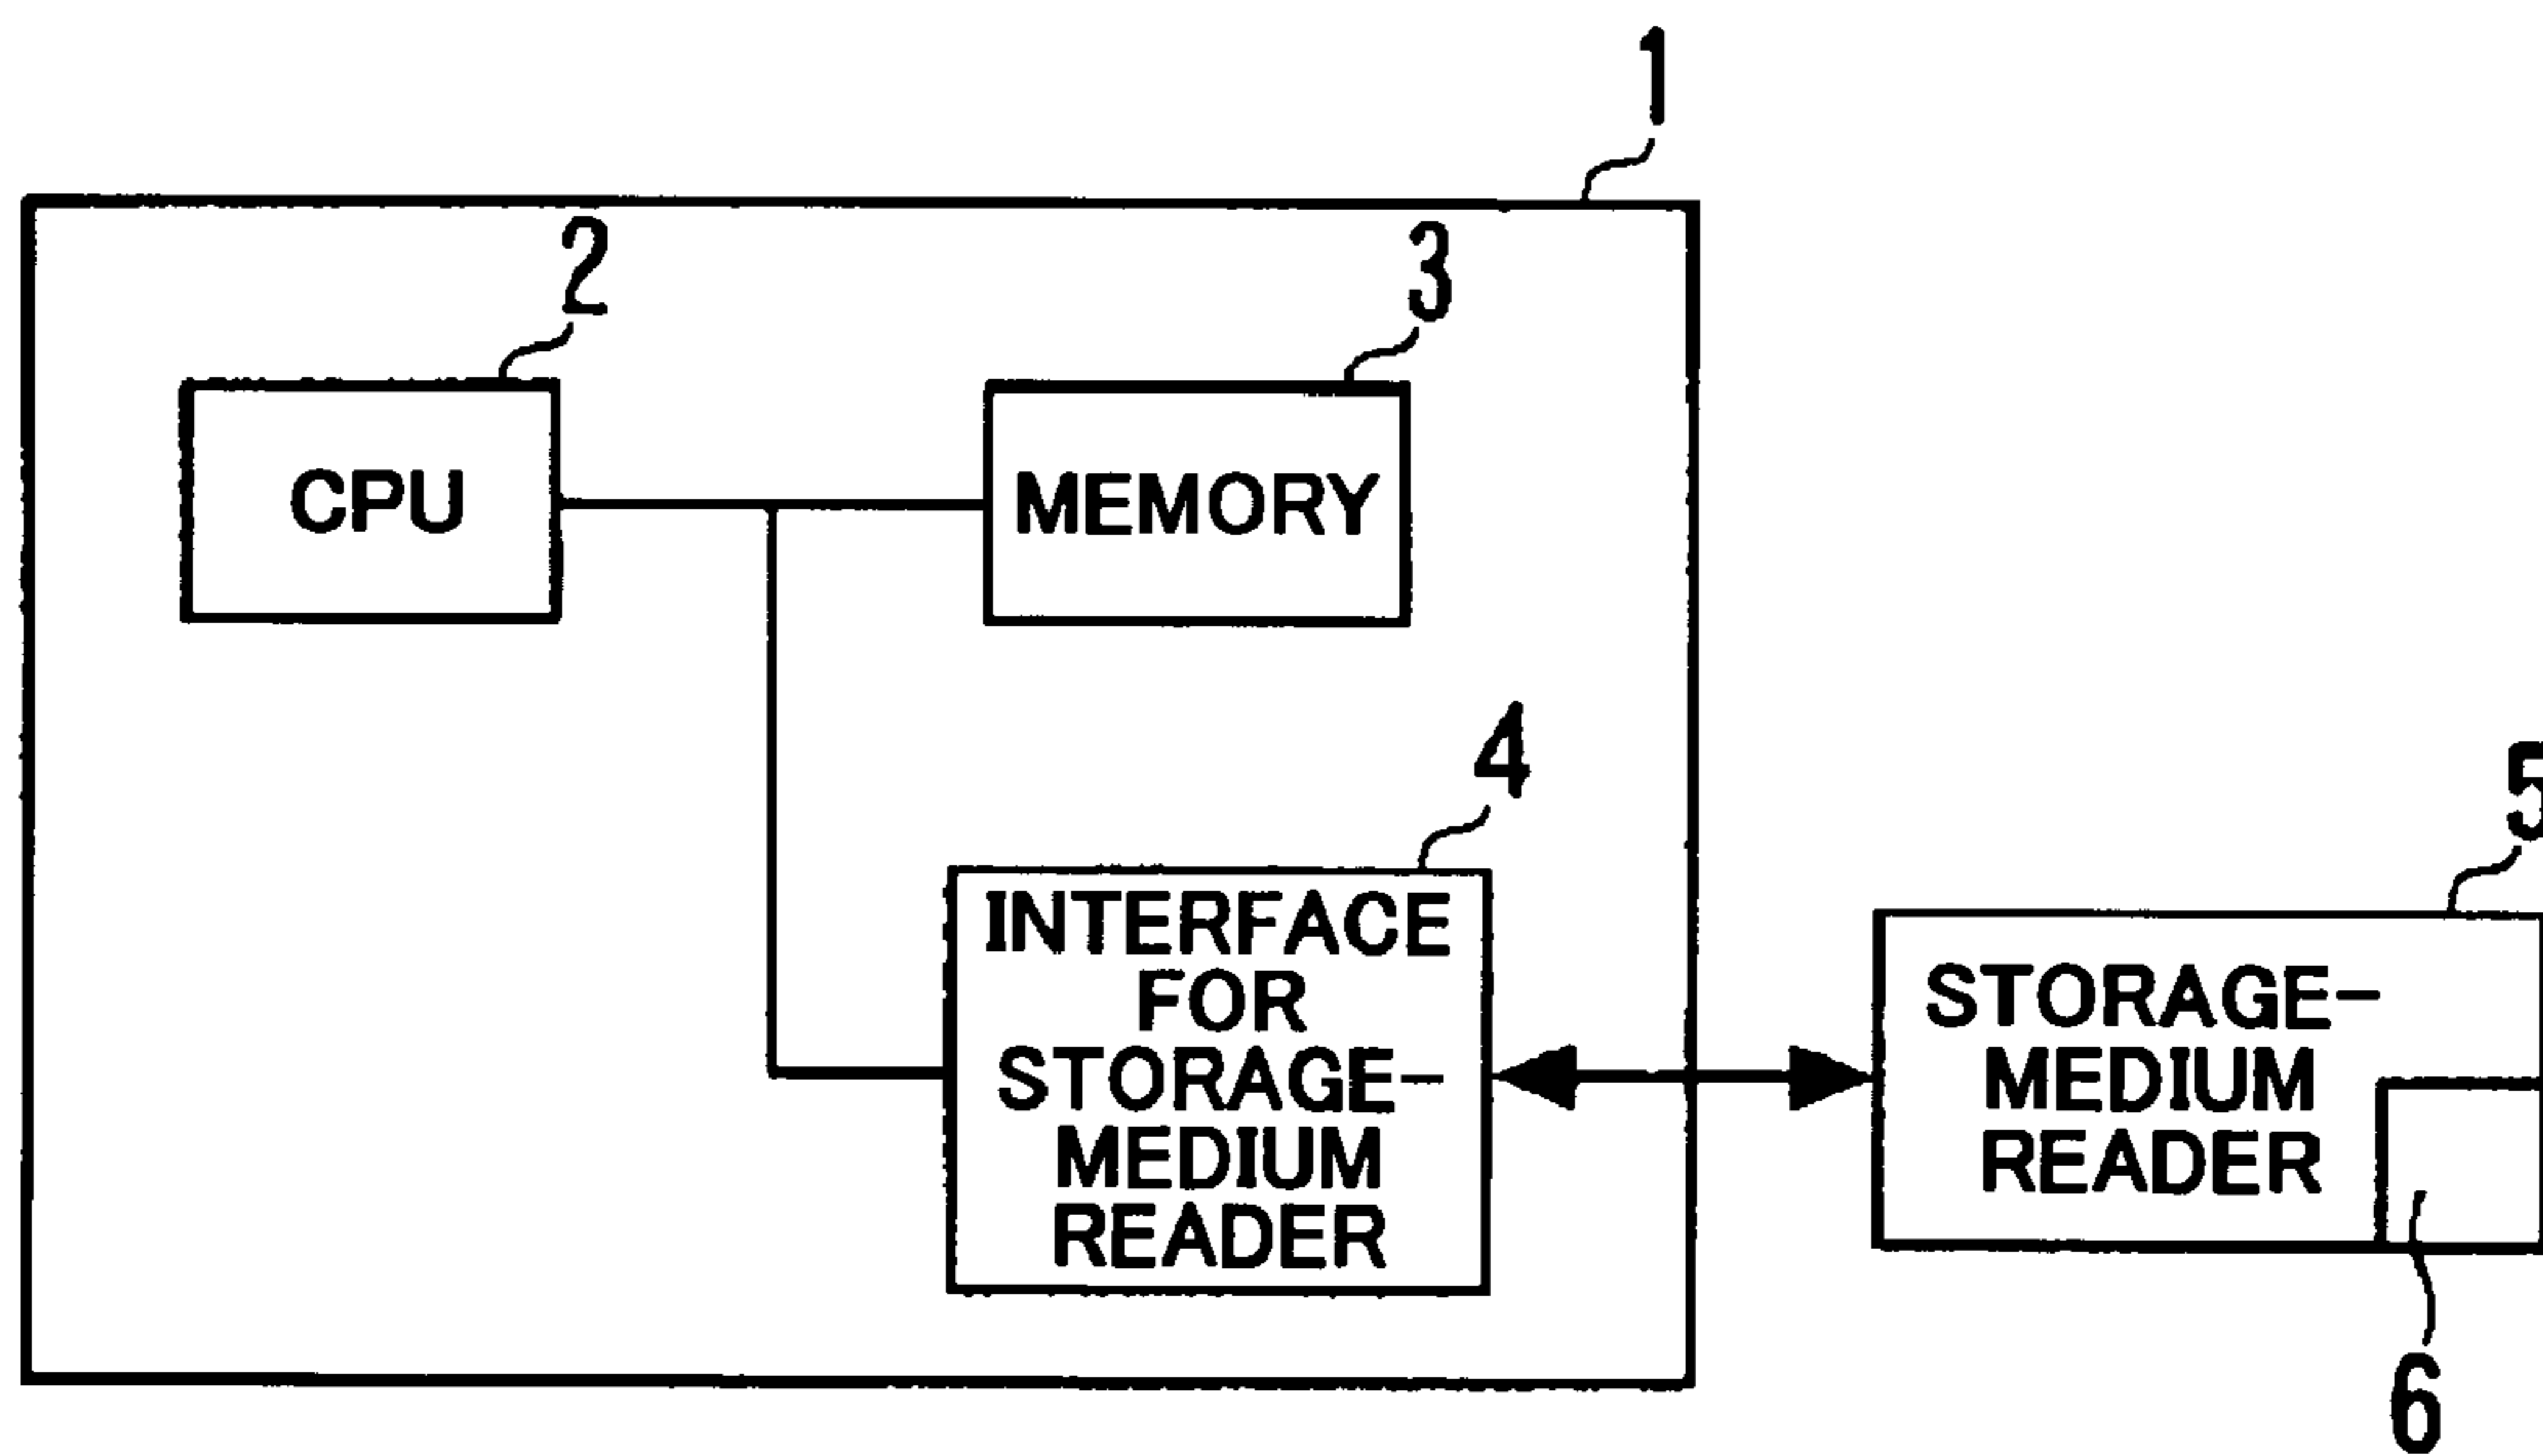 1
2
3
CPU
MEMORY
4
INTERFACE
FOR
STORAGE-
MEDIUM
READER
5
STORAGE-
MEDIUM
READER
6